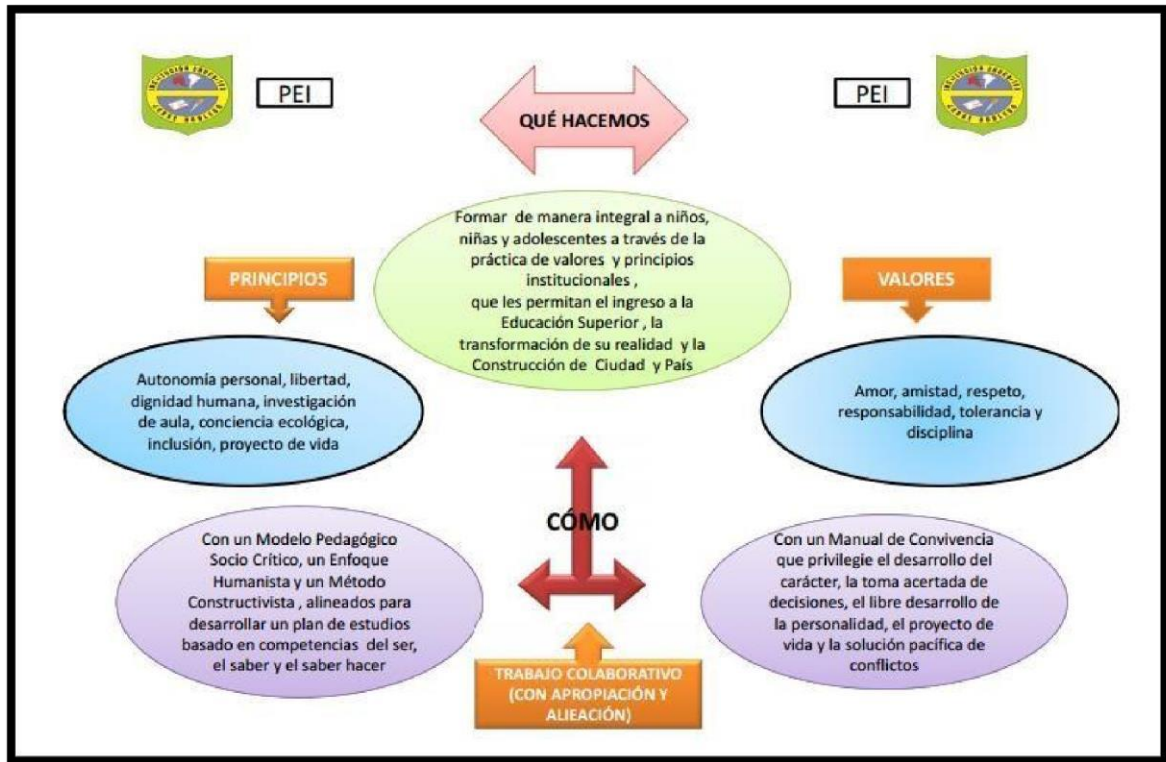 PEI
QUÉ HACEMOS
PEI
Formar de manera integral a niños,
niñas y adolescentes a través de la
práctica de valores y principios
institucionales ,
que les permitan el ingreso a la
Educación Superior , la
transformación de su realidad y la
Construcción de Ciudad y País
PRINCIPIOS
VALORES
Autonomía personal, libertad,
dignidad humana, investigación
de aula, conciencia ecológica,
inclusión, proyecto de vida
Amor, amistad, respeto,
responsabilidad, tolerancia y
disciplina
CÓMO
Con un Modelo Pedagógico
Socio Crítico, un Enfoque
Humanista y un Método
Constructivista , alineados para
desarrollar un plan de estudios
basado en competencias del ser,
el saber y el saber hacer
Con un Manual de Convivencia
que privilegie el desarrollo del
carácter, la toma acertada de
decisiones, el libre desarrollo de
la personalidad, el proyecto de
vida y la solución pacífica de
conflictos
TRABAJO COLABORATIVO
(CON APROPIACIÓN Y
ALIEACIÓN)